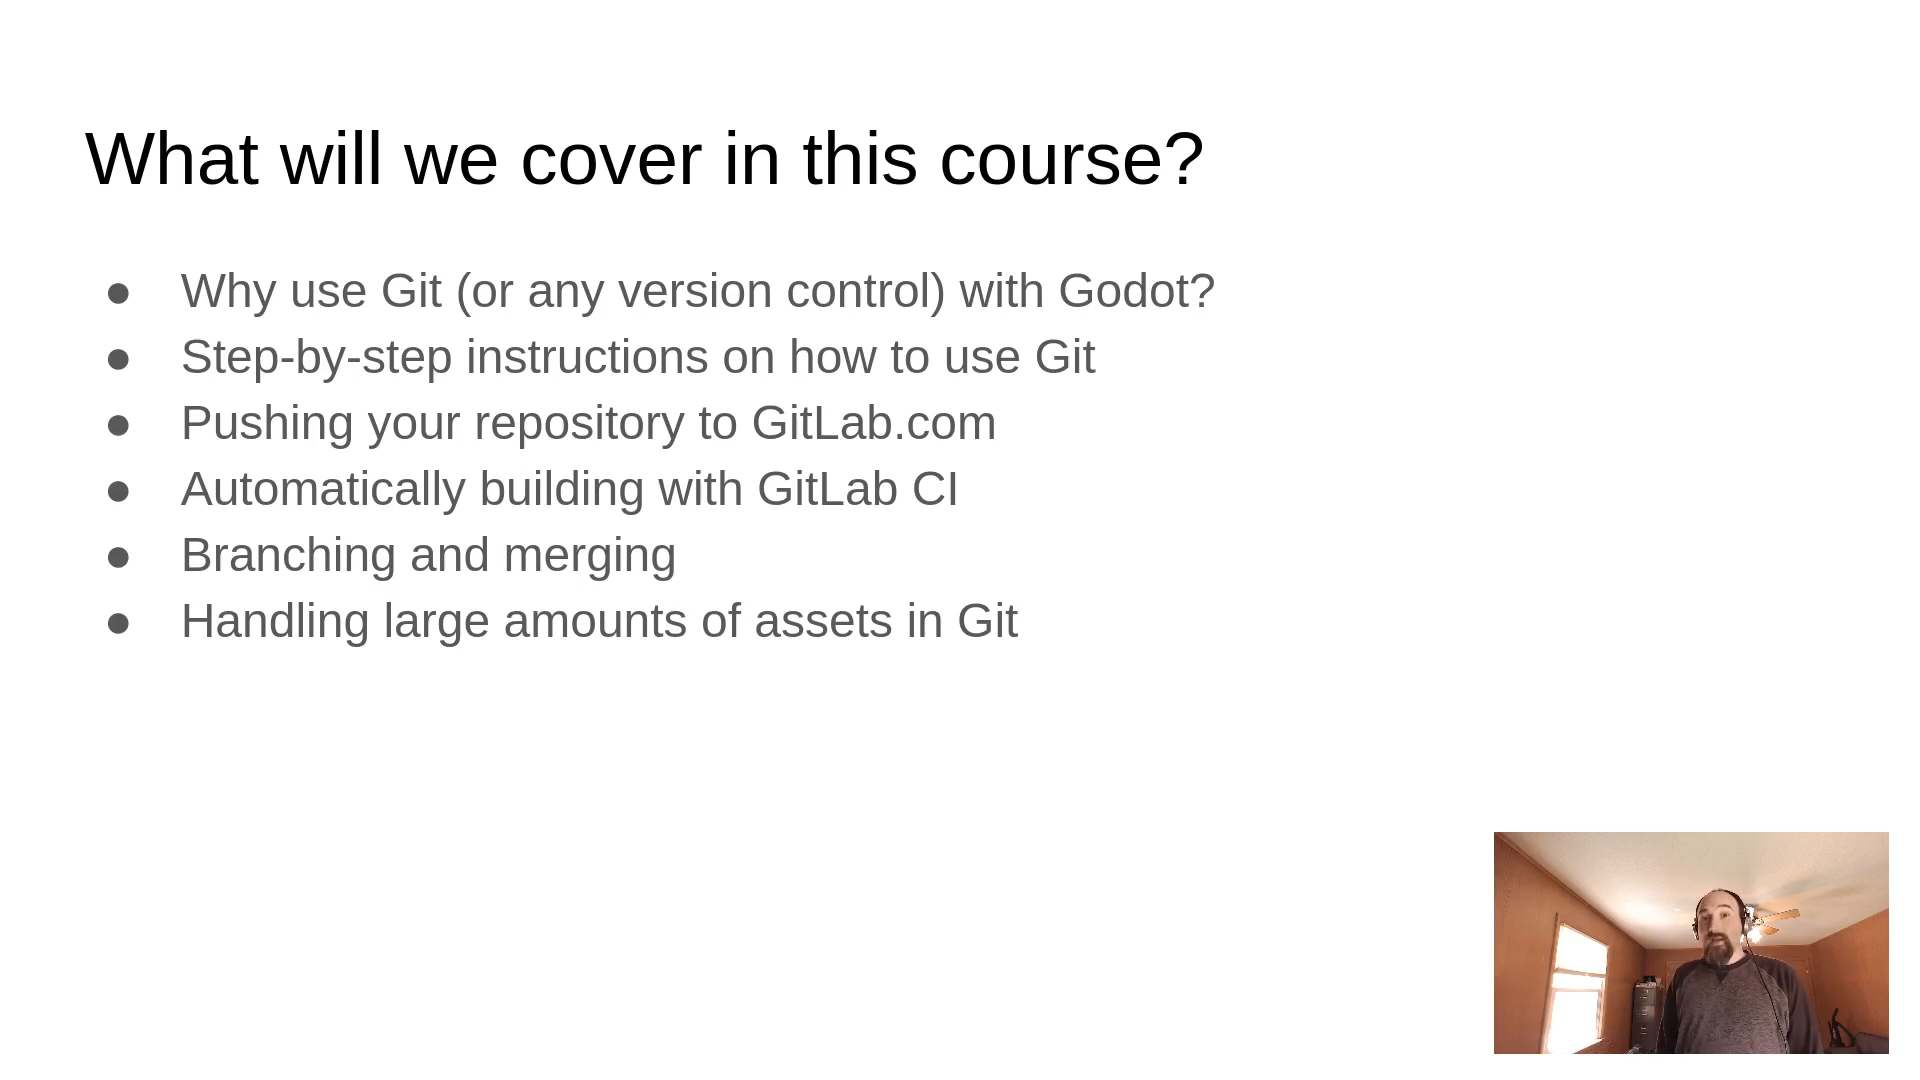 What will we cover in this course?
● Why use Git (or any version control) with Godot?
● Step-by-step instructions on how to use Git
● Pushing your repository to GitLab.com
● Automatically building with GitLab CI
● Branching and merging
● Handling large amounts of assets in Git